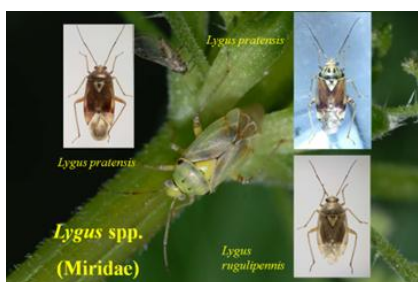 Lygus pratensis
Lygus pratensis
Lygus spp.
(Miridae)
Lygus
rugulipennis